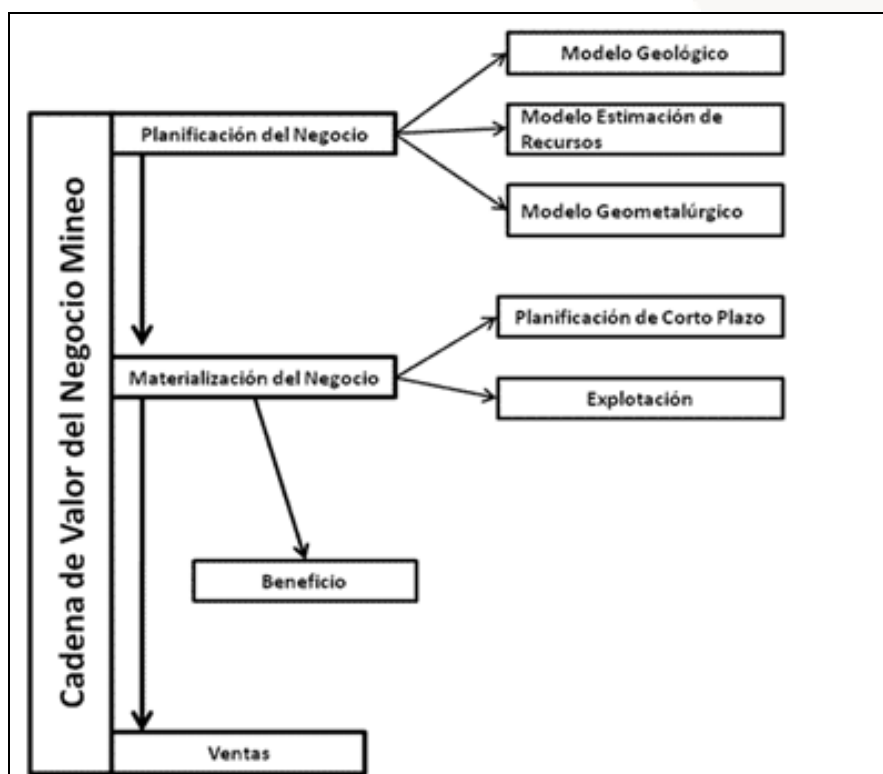 Cadena de Valor del Negocio Mineo
Planificación del Negocio
Modelo Geológico
Modelo Estimación de
Recursos
Modelo Geometalúrgico
Materialización del Negocio
Planificación de Corto Plazo
Explotación
Beneficio
Ventas